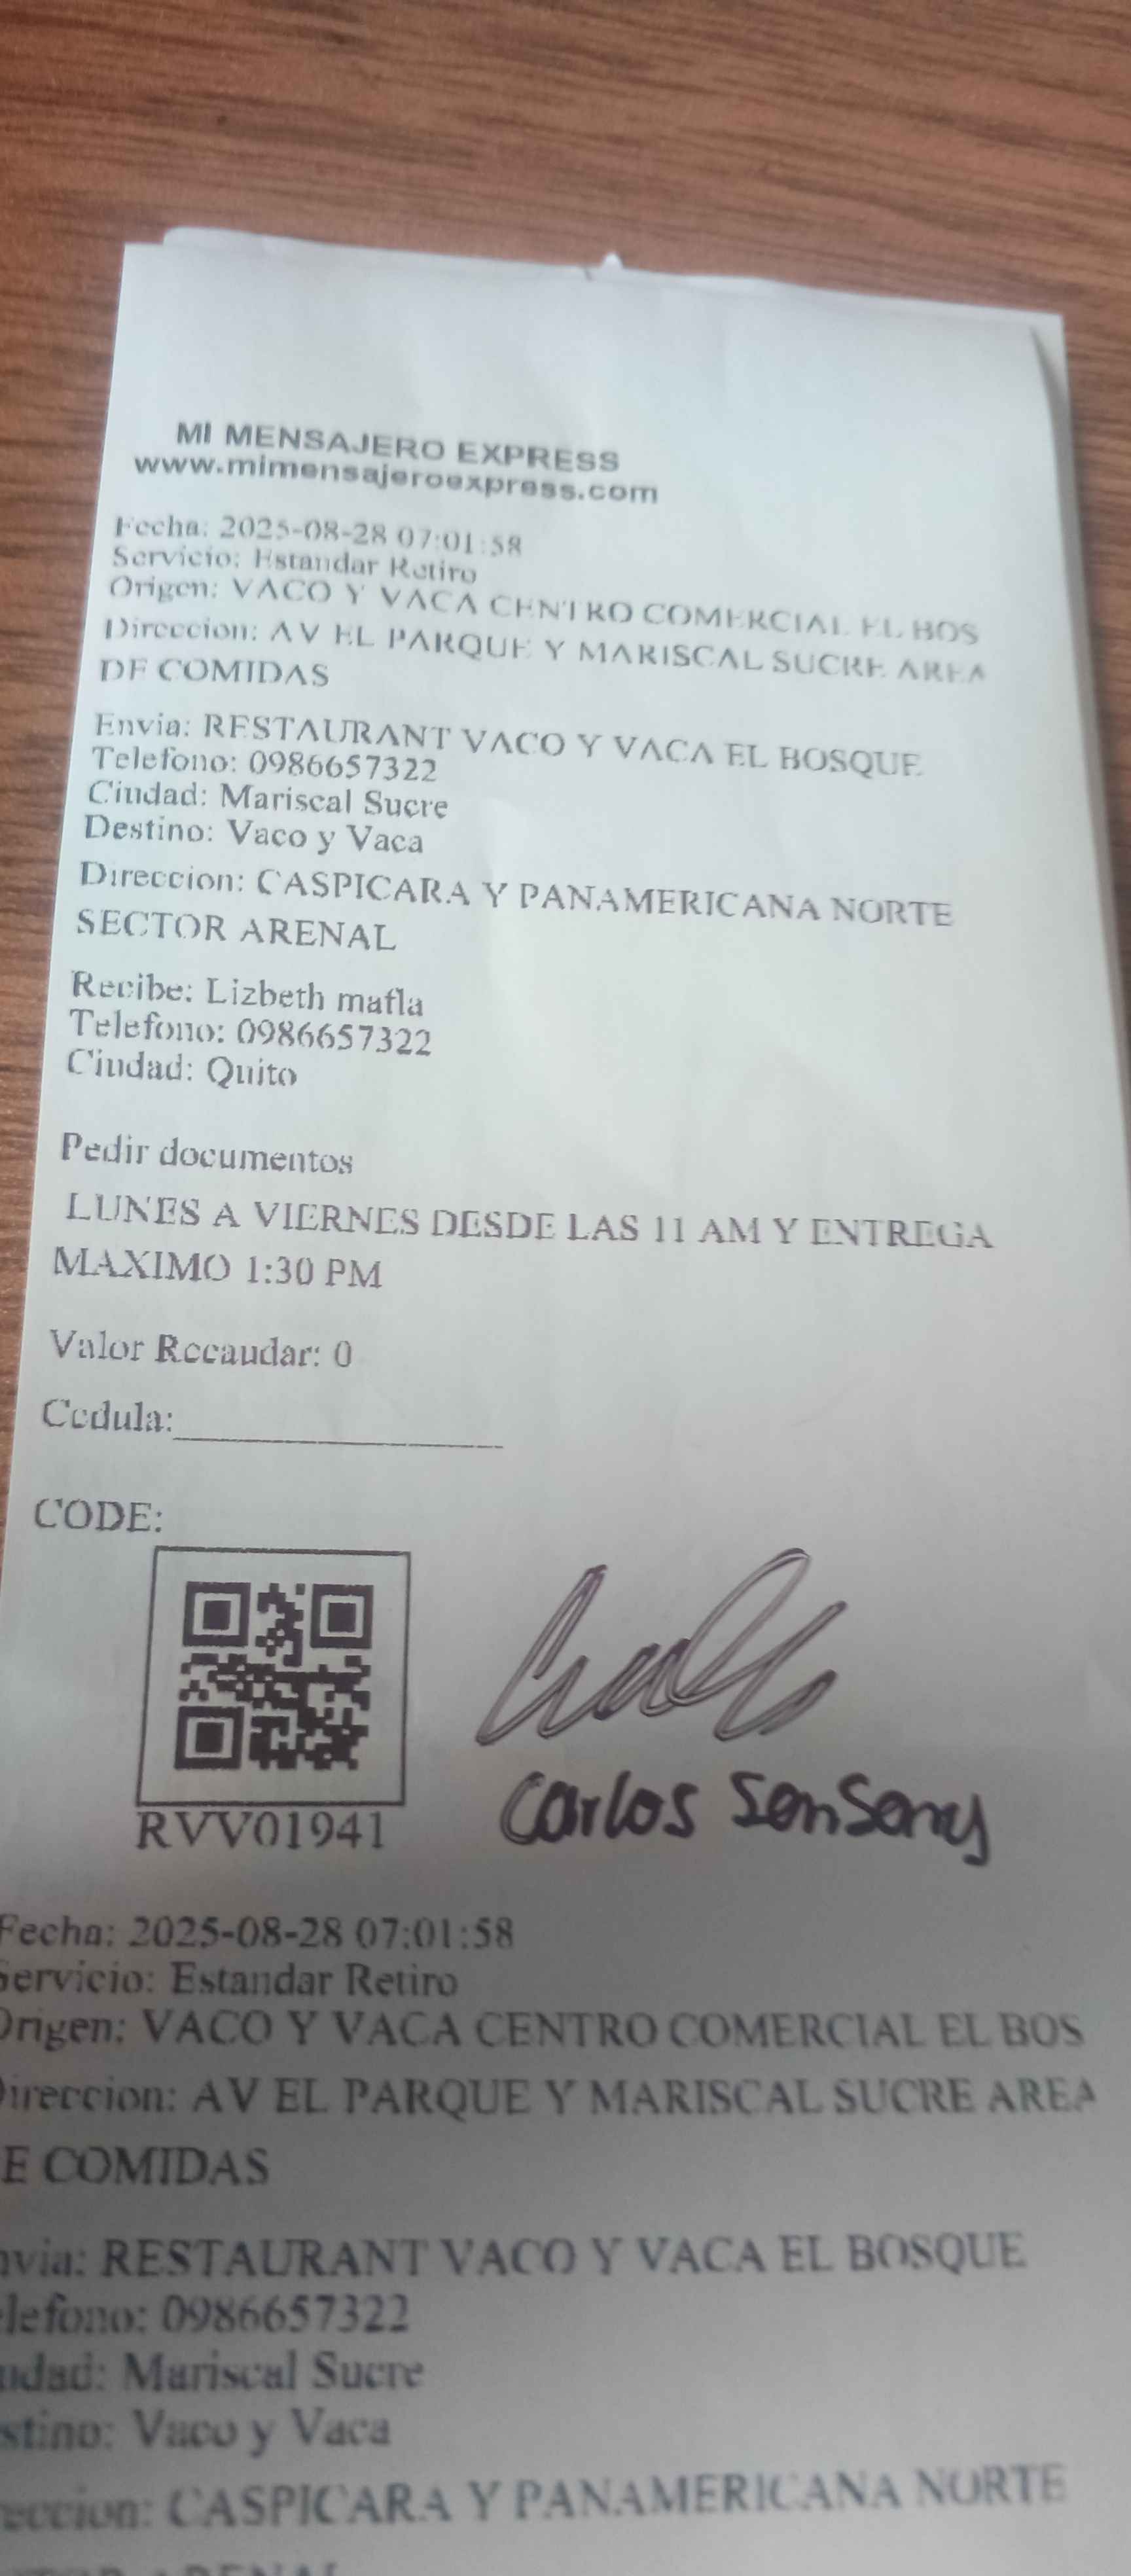 MI MENSAJERO EXPRESS
www.mimensajeroexpress.com
Fecha: 2025-08-28 07:01:58
Servicio: Estandar Retiro
Origen: VACO Y VACA CENTRO COMERCIAL EL BOS
Direccion: AV EL PARQUE Y MARISCAL SUCRE AREA
DE COMIDAS
Envia: RESTAURANT VACO Y VACA EL BOSQUE
Telefono: 0986657322
Ciudad: Mariscal Sucre
Destino: Vaco y Vaca
Direccion: CASPICARA Y PANAMERICANA NORTE
SECTOR ARENAL
Recibe: Lizbeth mafla
Telefono: 0986657322
Ciudad: Quito
Pedir documentos
LUNES A VIERNES DESDE LAS 11 AM Y ENTREGA
MAXIMO 1:30 PM
Valor Recaudar: 0
Cedula:
CODE:
RVV01941
Carlos
Fecha: 2025-08-28 07:01:58
Servicio: Estandar Retiro
Origen: VACO Y VACA CENTRO COMERCIAL EL BOS
Direccion: AV EL PARQUE Y MARISCAL SUCRE AREA
E COMIDAS
nvia: RESTAURANT VACO Y VACA EL BOSQUE
lefono: 0986657322
udad: Mariscal Sucre
stino: Vaco y Vaca
reccion: CASPICARA Y PANAMERICANA NORTE